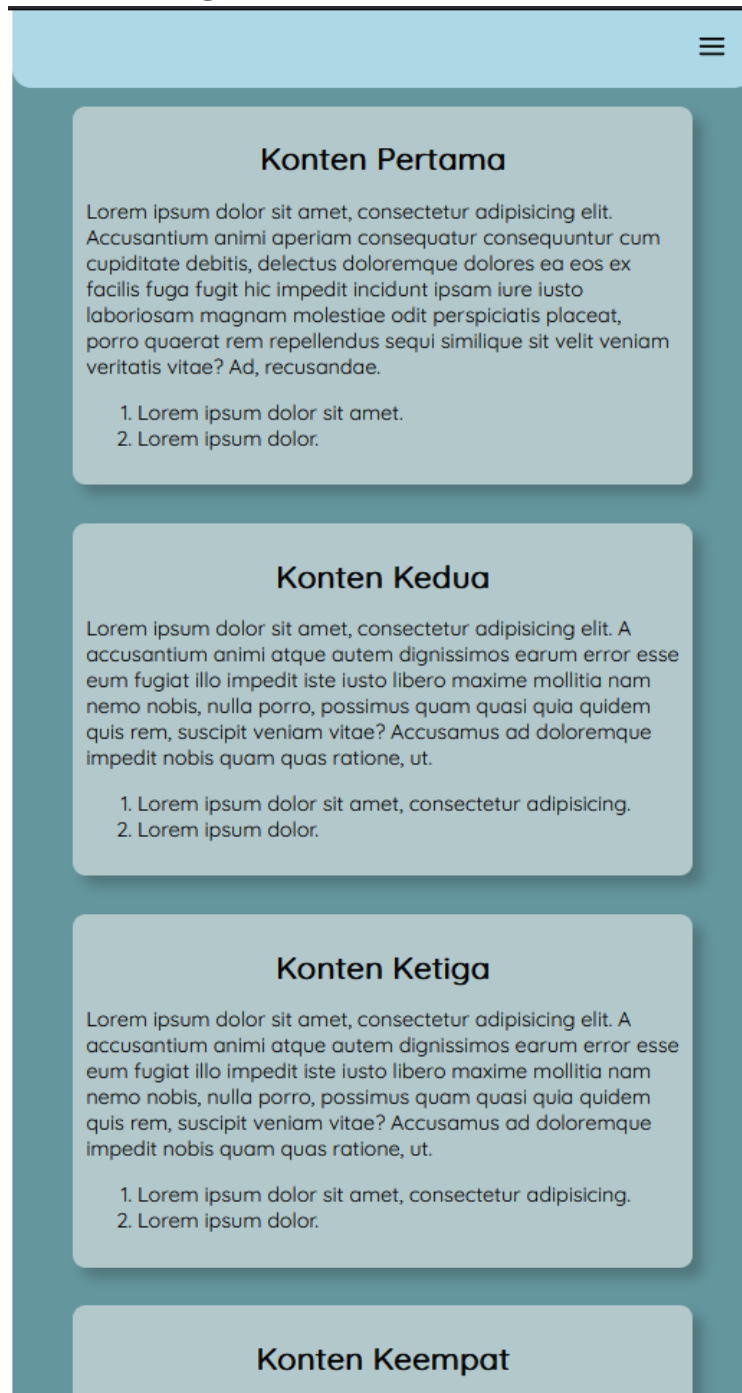 Konten Pertama
Lorem ipsum dolor sit amet, consectetur adipisicing elit.
Accusantium animi aperiam consequatur consequuntur cum
cupiditate debitis, delectus doloremque dolores ea eos ex
facilis fuga fugit hic impedit incidunt ipsam iure iusto
laboriosam magnam molestiae odit perspiciatis placeat,
porro quaerat rem repellendus sequi similique sit velit veniam
veritatis vitae? Ad, recusandae.
1. Lorem ipsum dolor sit amet.
2. Lorem ipsum dolor.
Konten Kedua
Lorem ipsum dolor sit amet, consectetur adipisicing elit. A
accusantium animi atque autem dignissimos earum error esse
eum fugiat illo impedit iste iusto libero maxime mollitia nam
nemo nobis, nulla porro, possimus quam quasi quia quidem
quis rem, suscipit veniam vitae? Accusamus ad doloremque
impedit nobis quam quas ratione, ut.
1. Lorem ipsum dolor sit amet, consectetur adipisicing.
2. Lorem ipsum dolor.
Konten Ketiga
Lorem ipsum dolor sit amet, consectetur adipisicing elit. A
accusantium animi atque autem dignissimos earum error esse
eum fugiat illo impedit iste iusto libero maxime mollitia nam
nemo nobis, nulla porro, possimus quam quasi quia quidem
quis rem, suscipit veniam vitae? Accusamus ad doloremque
impedit nobis quam quas ratione, ut.
1. Lorem ipsum dolor sit amet, consectetur adipisicing.
2. Lorem ipsum dolor.
Konten Keempat